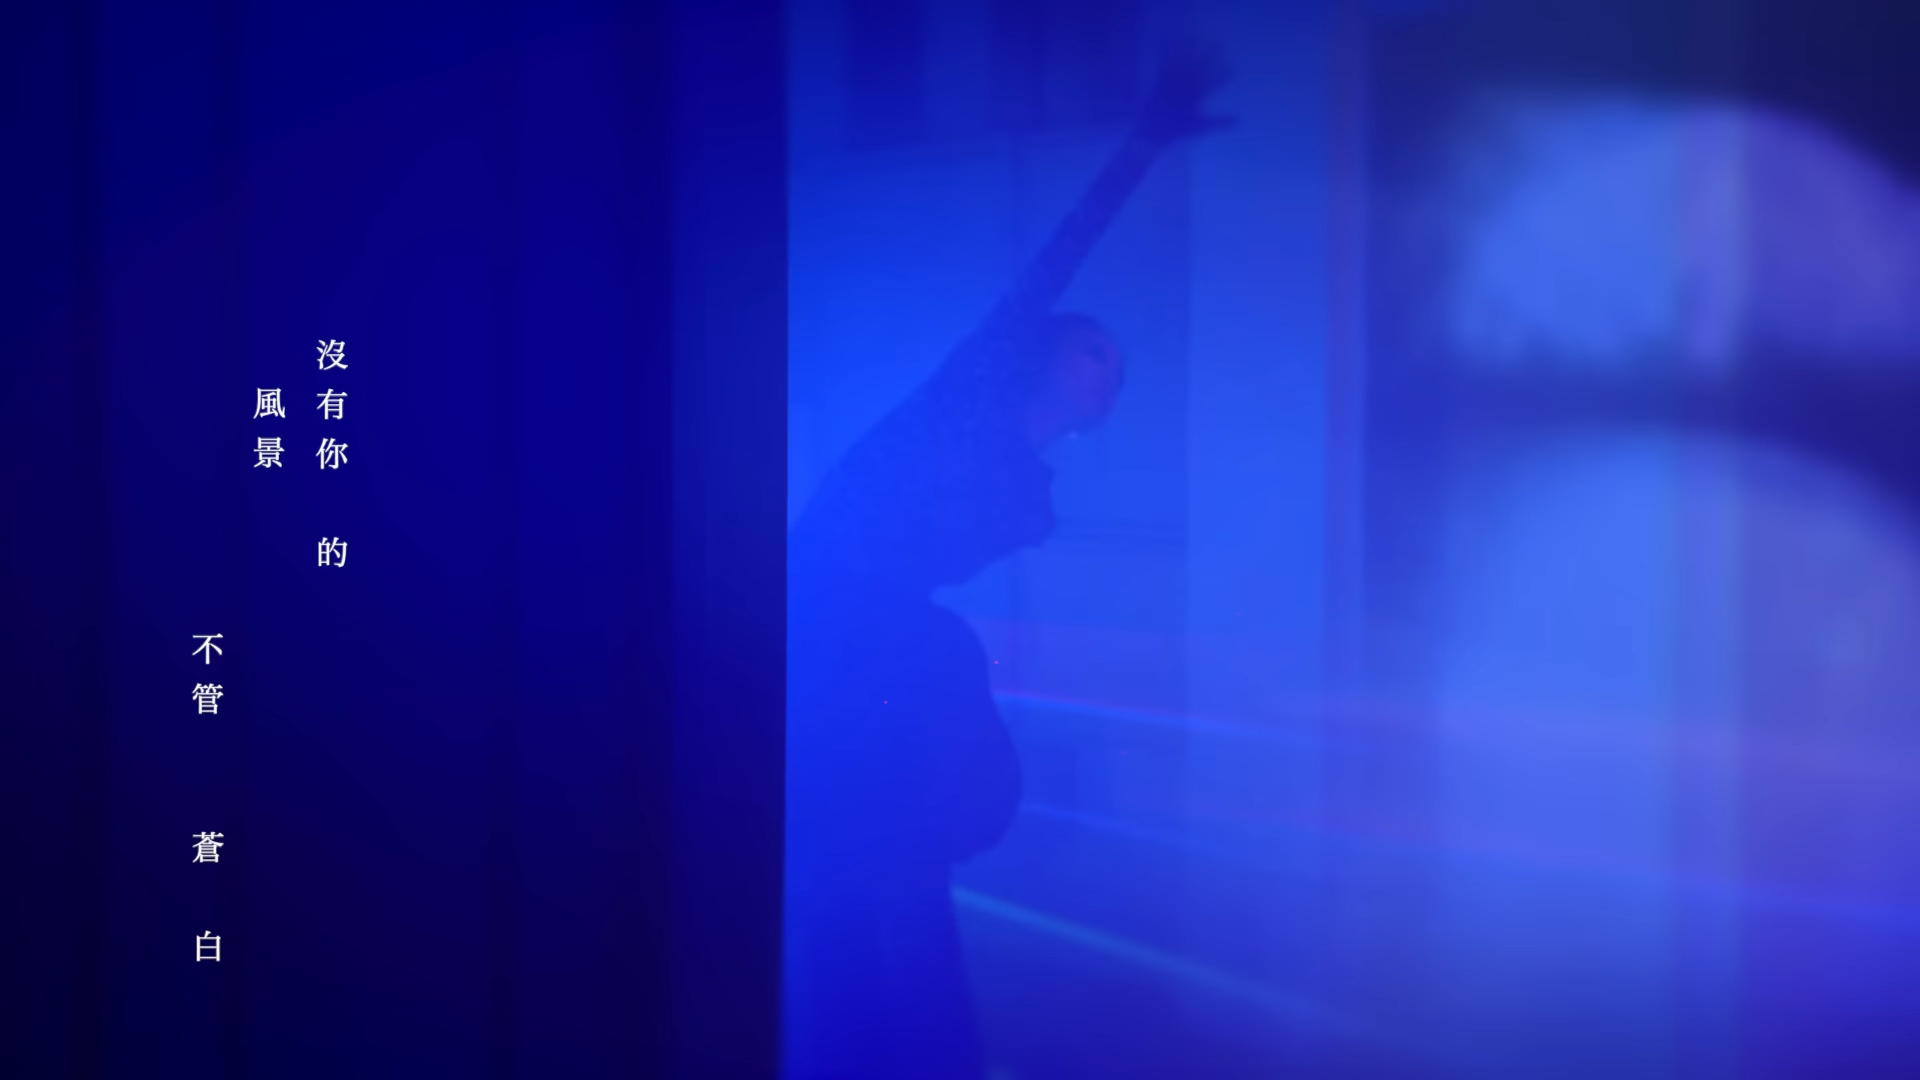 沒有你 的
風景
不管 蒼 白